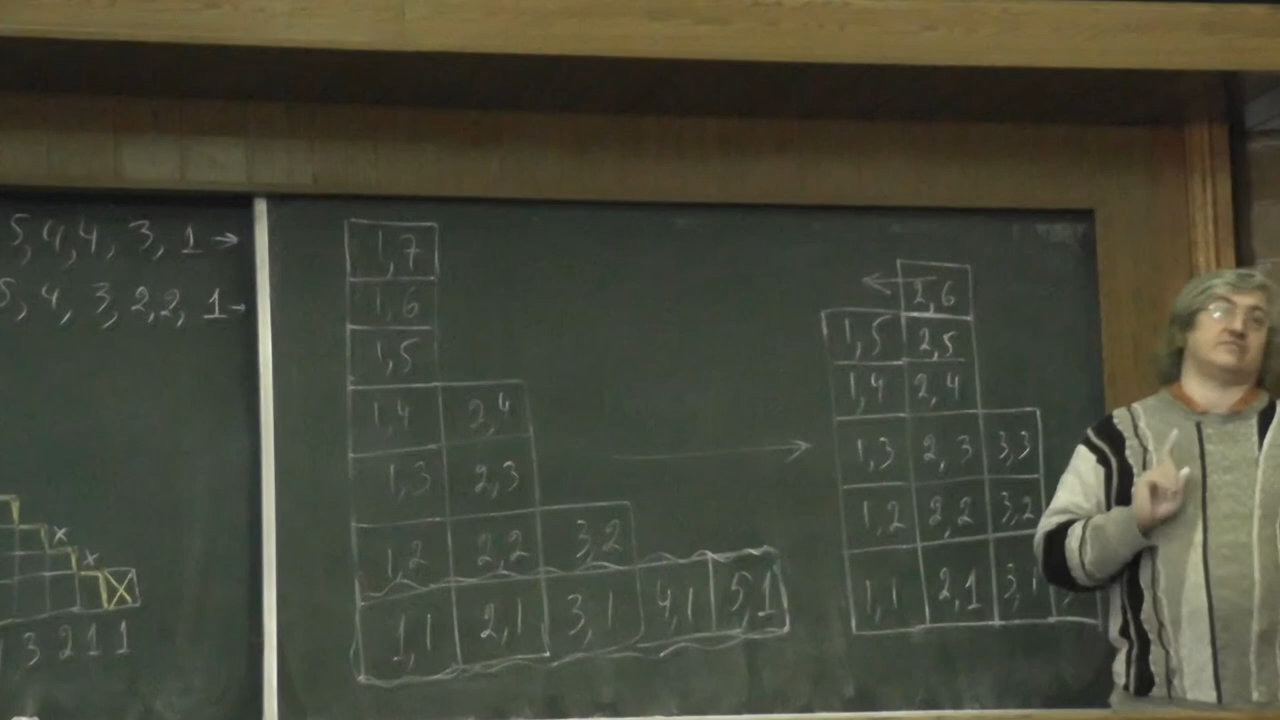 5,4,4, 3, 1 →
5, 4, 3, 2,2, 1→
x
x
3 2 1 1
1,7
1,6
1,5
1,4 2,4
1,3 2,3
1,2 2,2 3,2
1,1 2,1 3,1 4,1 5,1
→
← 2,6
1,5 2,5
1,4 2,4
1,3 2,3 3,3
1,2 2,2 3,2
1,1 2,1 3,1